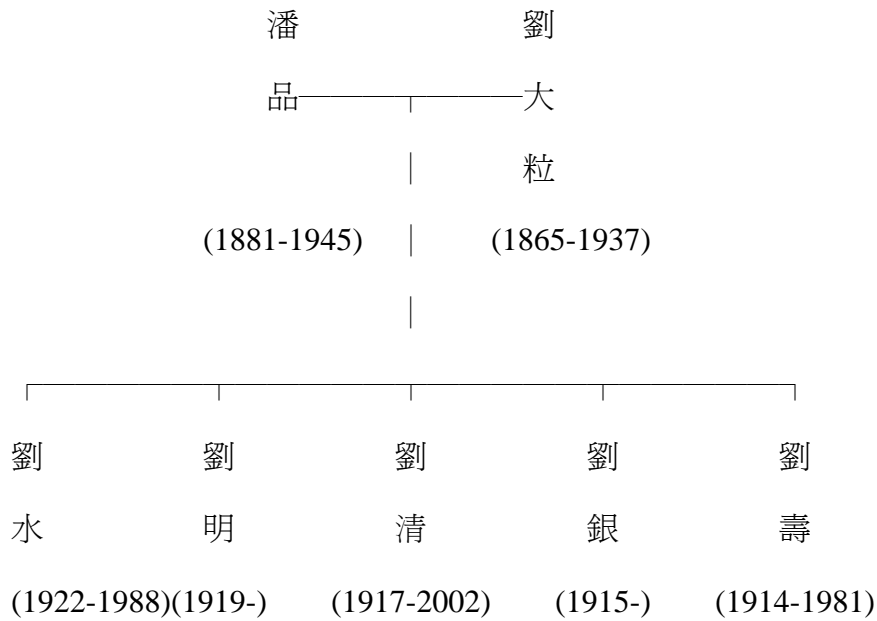 潘品
劉大粒
(1881-1945)
(1865-1937)
劉水
劉明
劉清
劉銀
劉壽
(1922-1988)(1919-)
(1917-2002)
(1915-)
(1914-1981)